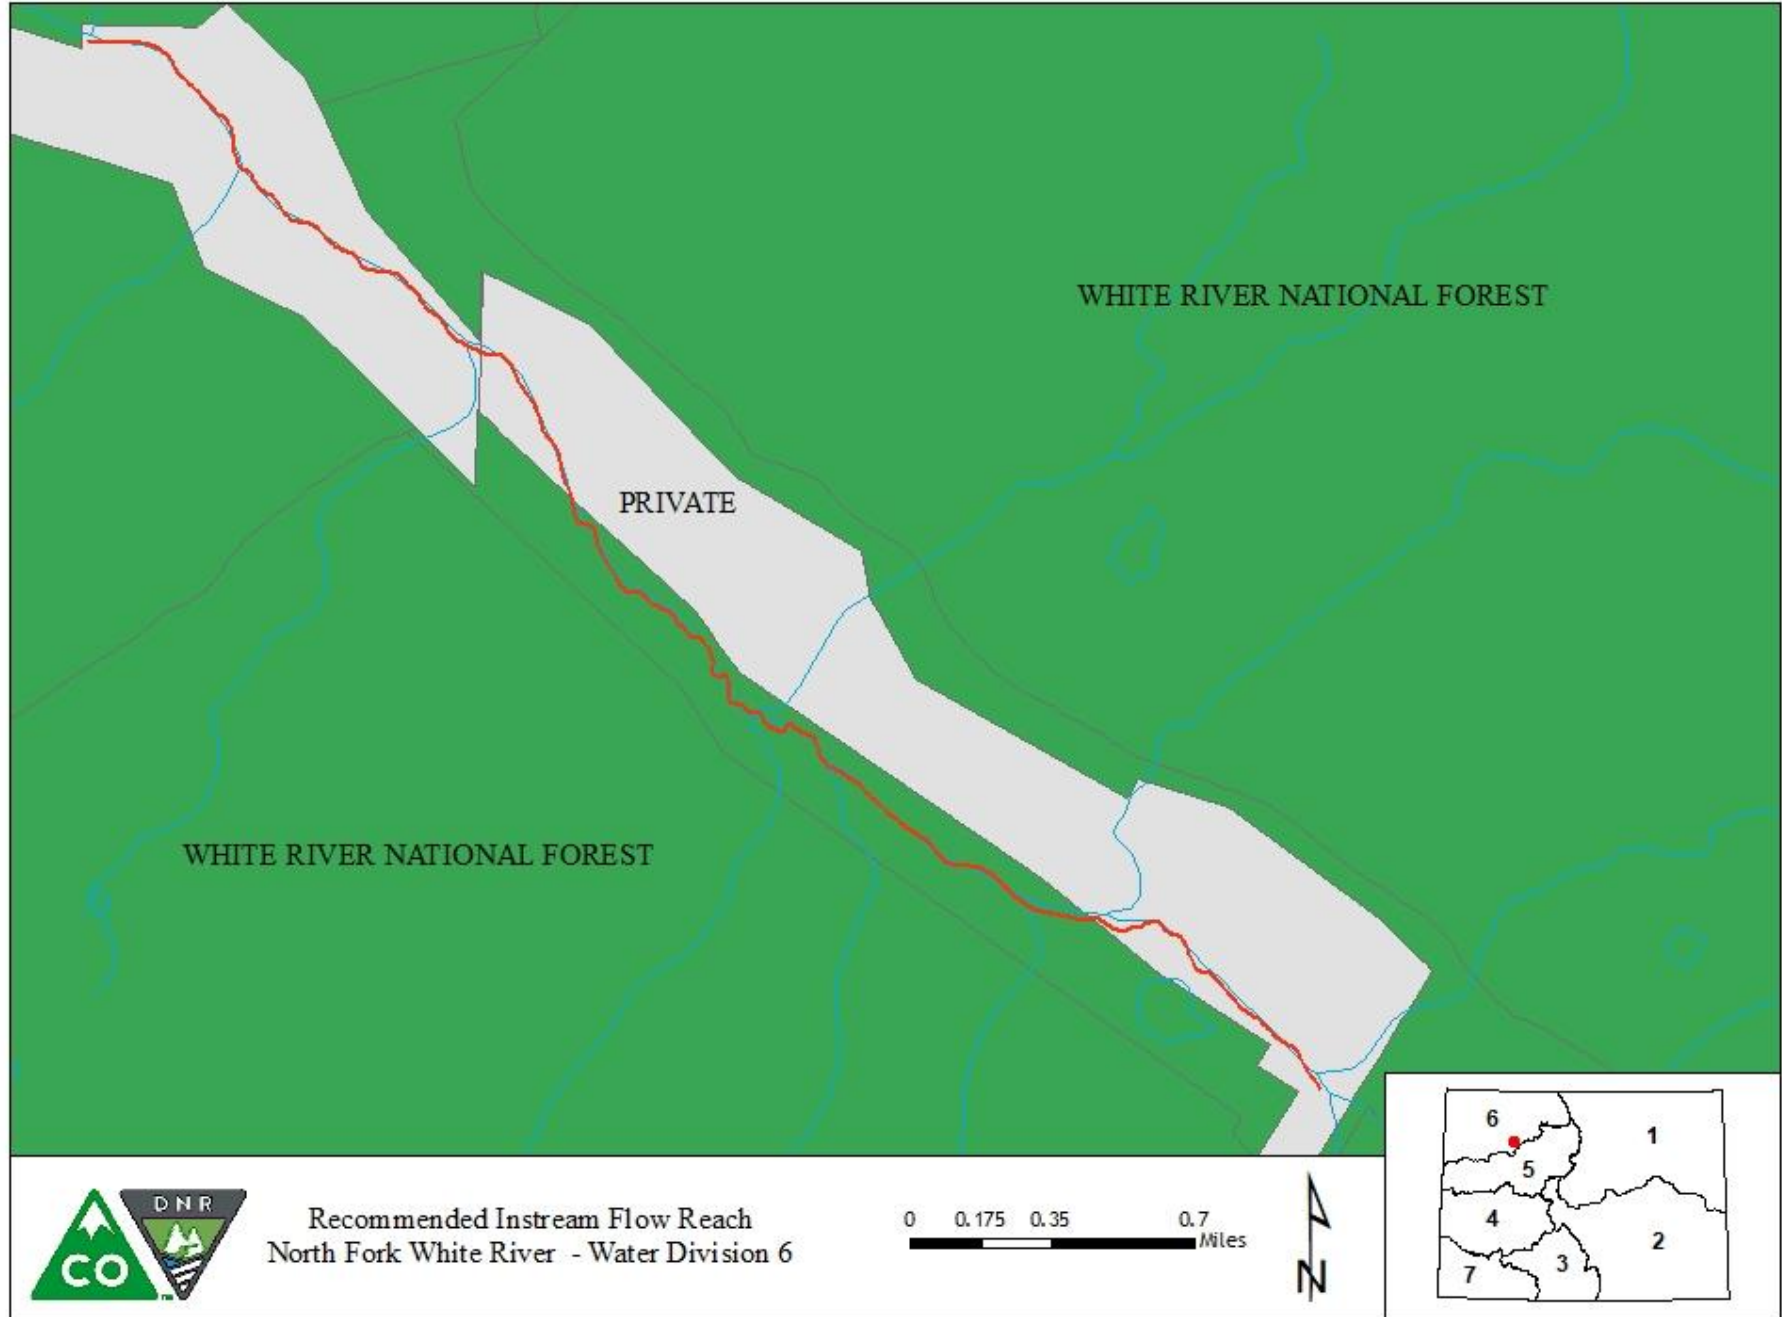 WHITE RIVER NATIONAL FOREST
PRIVATE
WHITE RIVER NATIONAL FOREST
DNR
CO
Recommended Instream Flow Reach
North Fork White River - Water Division 6
0 0.175 0.35 0.7
Miles
N
6
1
5
4
2
3
7